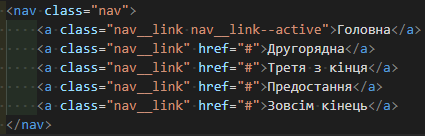 <nav class="nav">
<a class="nav__link nav__link--active">Головна</a>
<a class="nav__link" href="#">Другорядна</a>
<a class="nav__link" href="#">Третя з кінця</a>
<a class="nav__link" href="#">Предостання</a>
<a class="nav__link" href="#">Зовсім кінець</a>
</nav>